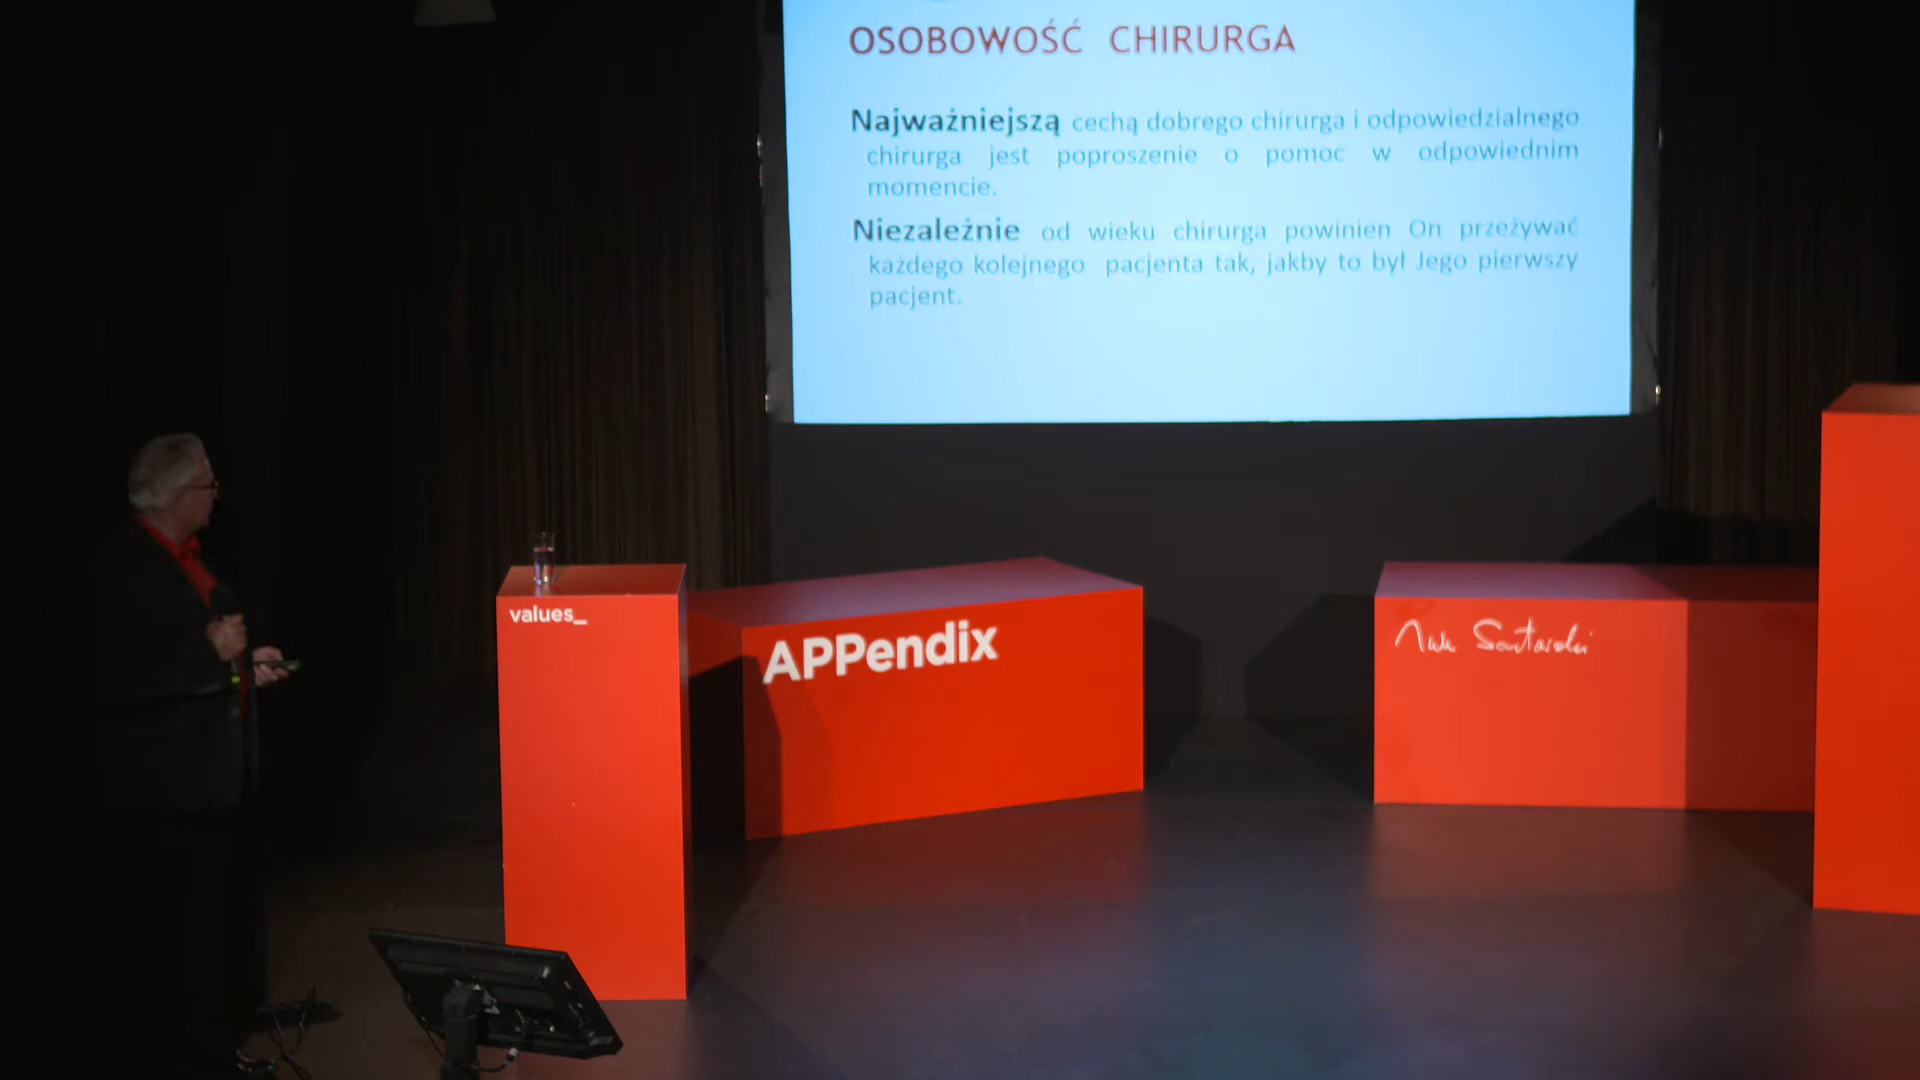 OSOBOWOŚĆ CHIRURGA
Najważniejszą cechą dobrego chirurga i odpowiedzialnego
chirurga jest poproszenie o pomoc w odpowiednim
momencie.
Niezależnie od wieku chirurga powinien On przeżywać
każdego kolejnego pacjenta tak, jakby to był Jego pierwszy
pacjent.
values_
APPendix
Santorski